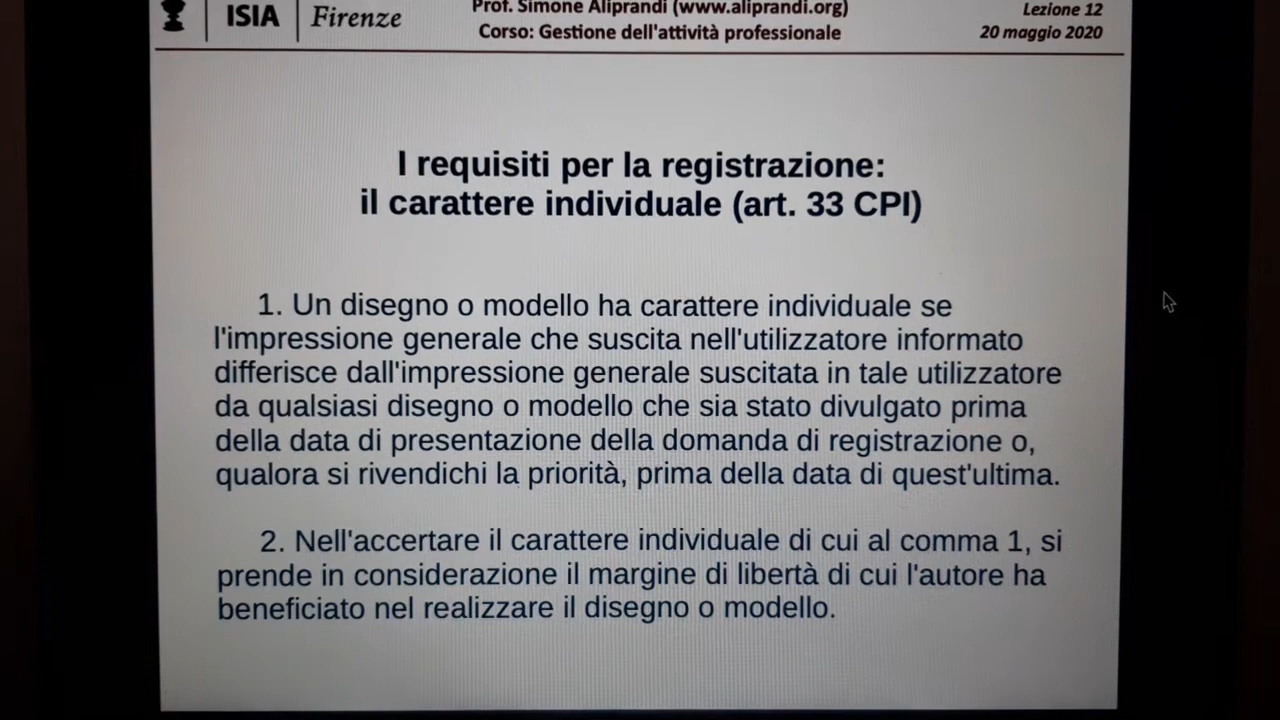 ISIA Firenze
Prof. Simone Aliprandi (www.aliprandi.org)
Corso: Gestione dell'attività professionale
Lezione 12
20 maggio 2020
I requisiti per la registrazione:
il carattere individuale (art. 33 CPI)
1. Un disegno o modello ha carattere individuale se
l'impressione generale che suscita nell'utilizzatore informato
differisce dall'impressione generale suscitata in tale utilizzatore
da qualsiasi disegno o modello che sia stato divulgato prima
della data di presentazione della domanda di registrazione o,
qualora si rivendichi la priorità, prima della data di quest'ultima.
2. Nell'accertare il carattere individuale di cui al comma 1, si
prende in considerazione il margine di libertà di cui l'autore ha
beneficiato nel realizzare il disegno o modello.